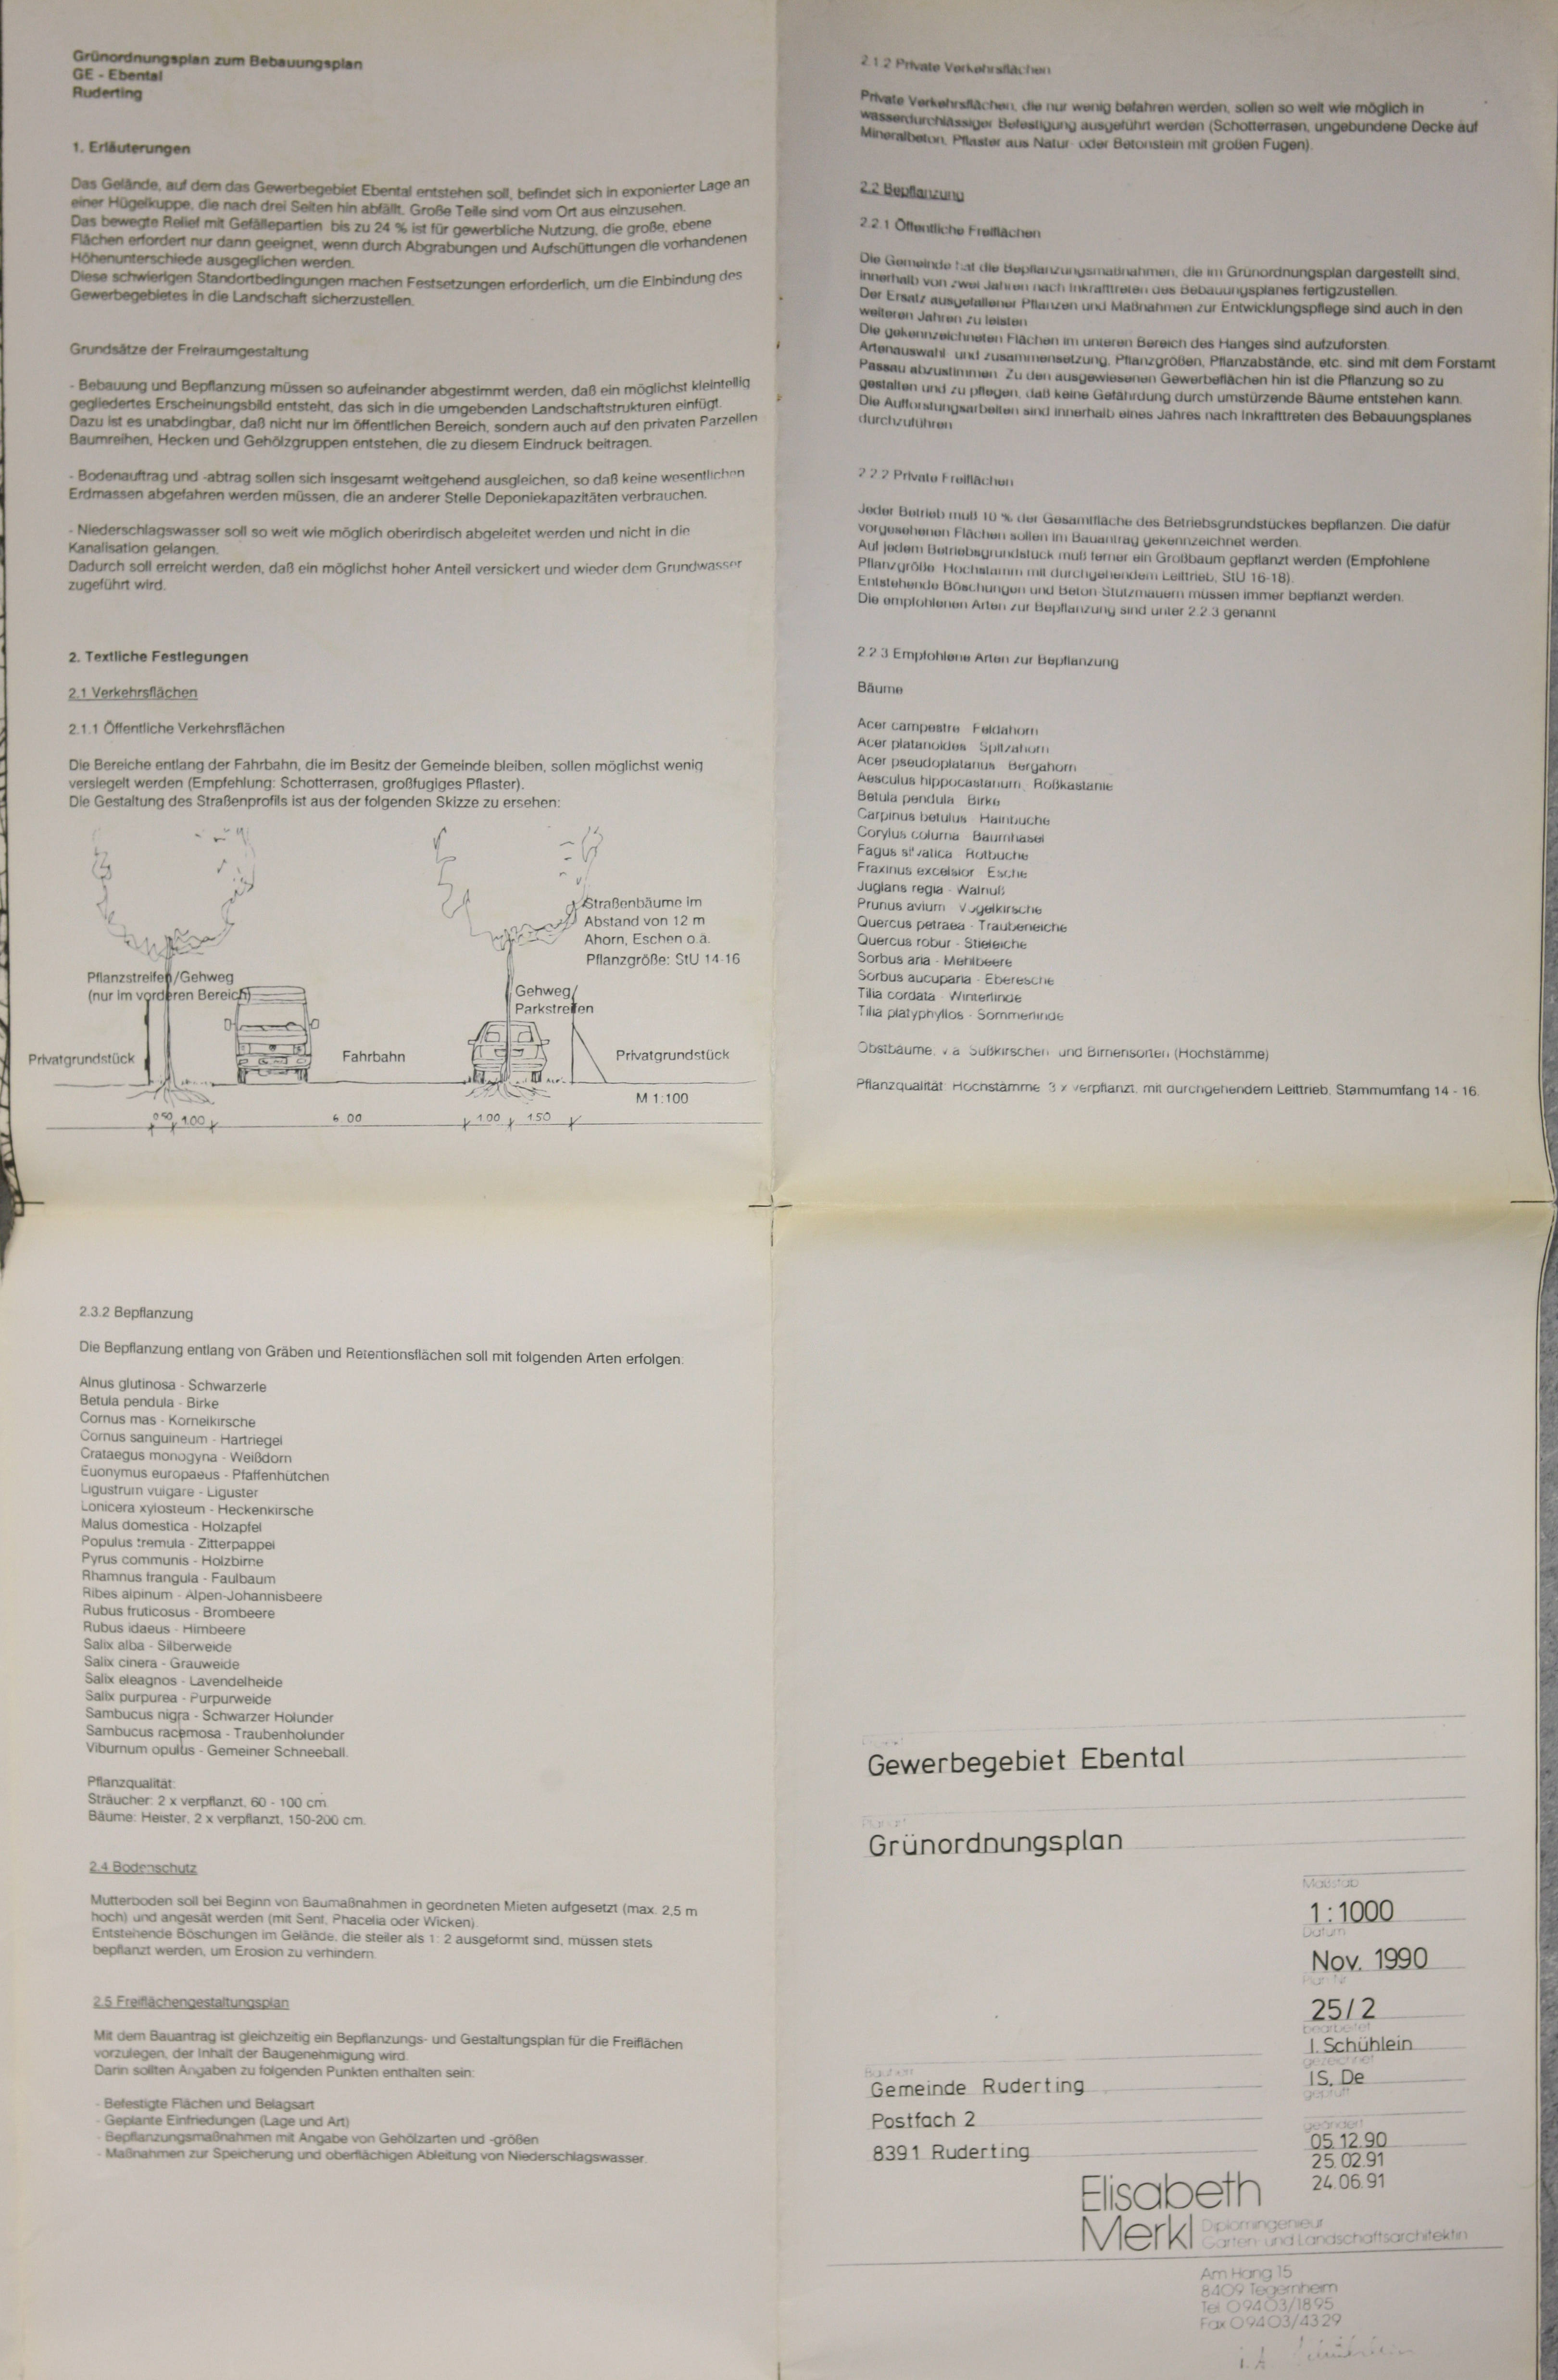 Grünordnungsplan zum Bebauungsplan
GE - Ebental
Ruderting
1. Erläuterungen
Das Gelände, auf dem das Gewerbegebiet Ebental entstehen soll, befindet sich in exponierter Lage an
einer Hügelkuppe, die nach drei Seiten hin abfällt. Große Teile sind vom Ort aus einzusehen.
Das bewegte Relief mit Gefällepartien bis zu 24 % ist für gewerbliche Nutzung, die große, ebene
Flächen erfordert nur dann geeignet, wenn durch Abgrabungen und Aufschüttungen die vorhandenen
Höhenunterschiede ausgeglichen werden.
Diese schwierigen Standortbedingungen machen Festsetzungen erforderlich, um die Einbindung des
Gewerbegebietes in die Landschaft sicherzustellen.
Grundsätze der Freiraumgestaltung
- Bebauung und Bepflanzung müssen so aufeinander abgestimmt werden, daß ein möglichst kleinteilig
gegliedertes Erscheinungsbild entsteht, das sich in die umgebenden Landschaftstrukturen einfügt.
Dazu ist es unabdingbar, daß nicht nur im öffentlichen Bereich, sondern auch auf den privaten Parzellen
Baumreihen, Hecken und Gehölzgruppen entstehen, die zu diesem Eindruck beitragen.
- Bodenauftrag und -abtrag sollen sich insgesamt weitgehend ausgleichen, so daß keine wesentlichen
Erdmassen abgefahren werden müssen, die an anderer Stelle Deponiekapazitäten verbrauchen.
- Niederschlagswasser soll so weit wie möglich oberirdisch abgeleitet werden und nicht in die
Kanalisation gelangen.
Dadurch soll erreicht werden, daß ein möglichst hoher Anteil versickert und wieder dem Grundwasser
zugeführt wird.
2. Textliche Festlegungen
2.1 Verkehrsflächen
2.1.1 Öffentliche Verkehrsflächen
Die Bereiche entlang der Fahrbahn, die im Besitz der Gemeinde bleiben, sollen möglichst wenig
versiegelt werden (Empfehlung: Schotterrasen, großfugiges Pflaster).
Die Gestaltung des Straßenprofils ist aus der folgenden Skizze zu ersehen:
Straßenbäume im
Abstand von 12 m
Ahorn, Eschen o.ä.
Pflanzgröße: StU 14-16
Pflanzstreifen/Gehweg
(nur im vorderen Bereich)
Gehweg/
Parkstreifen
Privatgrundstück
Fahrbahn
Privatgrundstück
M 1:100
0.50 1.00 6.00 1.00 1.50
2.1.2 Private Verkehrsflächen
Private Verkehrsflächen, die nur wenig befahren werden, sollen so weit wie möglich in
wasserdurchlässiger Befestigung ausgeführt werden (Schotterrasen, ungebundene Decke auf
Mineralbeton, Pflaster aus Natur- oder Betonstein mit großen Fugen).
2.2 Bepflanzung
2.2.1 Öffentliche Freiflächen
Die Gemeinde hat die Bepflanzungsmaßnahmen, die im Grünordnungsplan dargestellt sind,
innerhalb von zwei Jahren nach Inkrafttreten des Bebauungsplanes fertigzustellen.
Der Ersatz ausgefallener Pflanzen und Maßnahmen zur Entwicklungspflege sind auch in den
weiteren Jahren zu leisten
Die gekennzeichneten Flächen im unteren Bereich des Hanges sind aufzuforsten.
Artenauswahl- und zusammensetzung, Pflanzgrößen, Pflanzabstände, etc. sind mit dem Forstamt
Passau abzustimmen. Zu den ausgewiesenen Gewerbeflächen hin ist die Pflanzung so zu
gestalten und zu pflegen, daß keine Gefährdung durch umstürzende Bäume entstehen kann.
Die Aufforstungsarbeiten sind innerhalb eines Jahres nach Inkrafttreten des Bebauungsplanes
durchzuführen
2.2.2 Private Freiflächen
Jeder Betrieb muß 10 % der Gesamtfläche des Betriebsgrundstückes bepflanzen. Die dafür
vorgesehenen Flächen sollen im Bauantrag gekennzeichnet werden.
Auf jedem Betriebsgrundstück muß ferner ein Großbaum gepflanzt werden (Empfohlene
Pflanzgröße: Hochstamm mit durchgehendem Leittrieb, StU 16-18).
Entstehende Böschungen und Beton-Stützmauern müssen immer bepflanzt werden.
Die empfohlenen Arten zur Bepflanzung sind unter 2.2.3 genannt
2.2.3 Empfohlene Arten zur Bepflanzung
Bäume
Acer campestre - Feldahorn
Acer platanoides - Spitzahorn
Acer pseudoplatanus - Bergahorn
Aesculus hippocastanum - Roßkastanie
Betula pendula - Birke
Carpinus betulus - Hainbuche
Corylus colurna - Baumhasel
Fagus silvatica - Rotbuche
Fraxinus excelsior - Esche
Juglans regia - Walnuß
Prunus avium - Vogelkirsche
Quercus petraea - Traubeneiche
Quercus robur - Stieleiche
Sorbus aria - Mehlbeere
Sorbus aucuparia - Eberesche
Tilia cordata - Winterlinde
Tilia platyphyllos - Sommerlinde
Obstbäume, v.a. Süßkirschen- und Birnensorten (Hochstämme)
Pflanzqualität: Hochstämme, 3 x verpflanzt, mit durchgehendem Leittrieb, Stammumfang 14 - 16.
2.3.2 Bepflanzung
Die Bepflanzung entlang von Gräben und Retentionsflächen soll mit folgenden Arten erfolgen:
Alnus glutinosa - Schwarzerle
Betula pendula - Birke
Cornus mas - Kornelkirsche
Cornus sanguineum - Hartriegel
Crataegus monogyna - Weißdorn
Euonymus europaeus - Pfaffenhütchen
Ligustrum vulgare - Liguster
Lonicera xylosteum - Heckenkirsche
Malus domestica - Holzapfel
Populus tremula - Zitterpappel
Pyrus communis - Holzbirne
Rhamnus frangula - Faulbaum
Ribes alpinum - Alpen-Johannisbeere
Rubus fruticosus - Brombeere
Rubus idaeus - Himbeere
Salix alba - Silberweide
Salix cinera - Grauweide
Salix eleagnos - Lavendelheide
Salix purpurea - Purpurweide
Sambucus nigra - Schwarzer Holunder
Sambucus racemosa - Traubenholunder
Viburnum opulus - Gemeiner Schneeball.
Pflanzqualität:
Sträucher: 2 x verpflanzt, 60 - 100 cm
Bäume: Heister, 2 x verpflanzt, 150-200 cm.
2.4 Bodenschutz
Mutterboden soll bei Beginn von Baumaßnahmen in geordneten Mieten aufgesetzt (max. 2,5 m
hoch) und angesät werden (mit Senf, Phacelia oder Wicken).
Entstehende Böschungen im Gelände, die steiler als 1: 2 ausgeformt sind, müssen stets
bepflanzt werden, um Erosion zu verhindern.
2.5 Freiflächengestaltungsplan
Mit dem Bauantrag ist gleichzeitig ein Bepflanzungs- und Gestaltungsplan für die Freiflächen
vorzulegen, der Inhalt der Baugenehmigung wird.
Darin sollten Angaben zu folgenden Punkten enthalten sein:
- Befestigte Flächen und Belagsart
- Geplante Einfriedungen (Lage und Art)
- Bepflanzungsmaßnahmen mit Angabe von Gehölzarten und -größen
- Maßnahmen zur Speicherung und oberflächigen Ableitung von Niederschlagswasser.
Gewerbegebiet Ebental
Grünordnungsplan
Maßstab
1:1000
Datum
Nov. 1990
Plan Nr.
25/2
bearbeitet
I. Schühlein
gezeichnet
IS, De
geprüft
Bauherr
Gemeinde Ruderting
Postfach 2
8391 Ruderting
geändert
05.12.90
25.02.91
24.06.91
Elisabeth
Merkl
Diplomingenieur
Garten- und Landschaftsarchitektin
Am Hang 15
8409 Tegernheim
Tel 09403/1895
Fax 09403/4329
i.A.